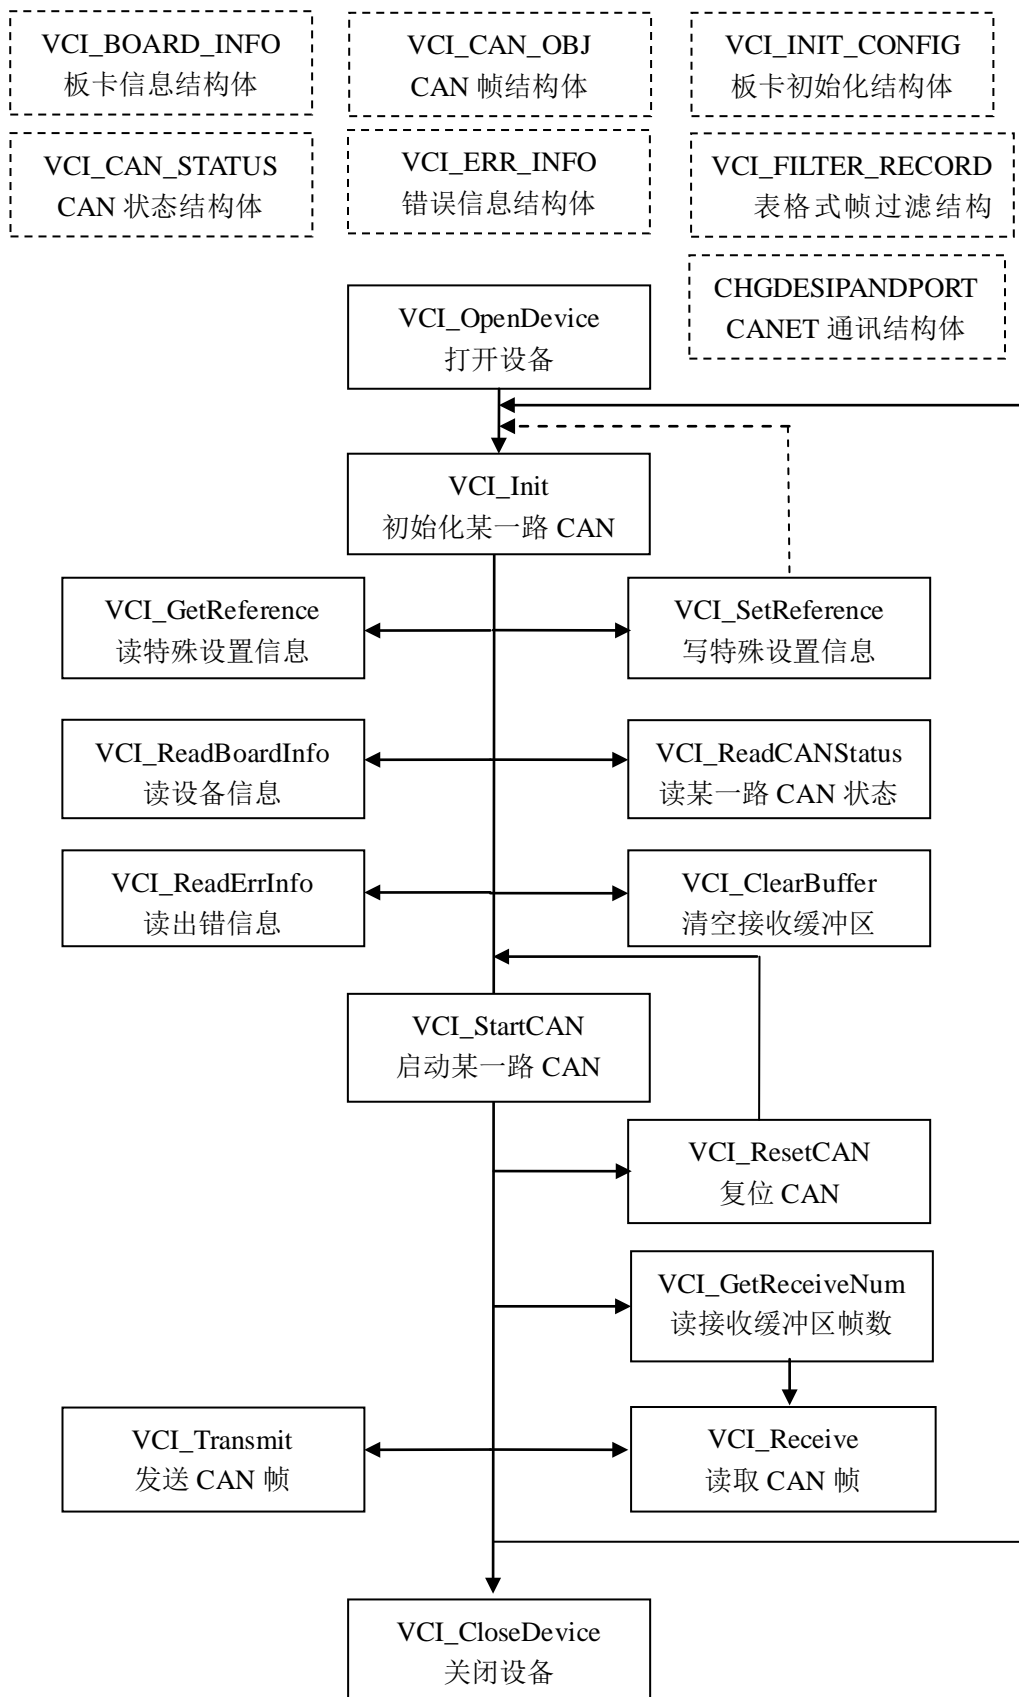 VCI_BOARD_INFO
板卡信息结构体
VCI_CAN_OBJ
CAN 帧结构体
VCI_INIT_CONFIG
板卡初始化结构体
VCI_CAN_STATUS
CAN 状态结构体
VCI_ERR_INFO
错误信息结构体
VCI_FILTER_RECORD
表格式帧过滤结构
CHGDESIPANDPORT
CANET 通讯结构体
VCI_OpenDevice
打开设备
VCI_Init
初始化某一路 CAN
VCI_GetReference
读特殊设置信息
VCI_SetReference
写特殊设置信息
VCI_ReadBoardInfo
读设备信息
VCI_ReadCANStatus
读某一路 CAN 状态
VCI_ReadErrInfo
读出错信息
VCI_ClearBuffer
清空接收缓冲区
VCI_StartCAN
启动某一路 CAN
VCI_ResetCAN
复位 CAN
VCI_GetReceiveNum
读接收缓冲区帧数
VCI_Transmit
发送 CAN 帧
VCI_Receive
读取 CAN 帧
VCI_CloseDevice
关闭设备